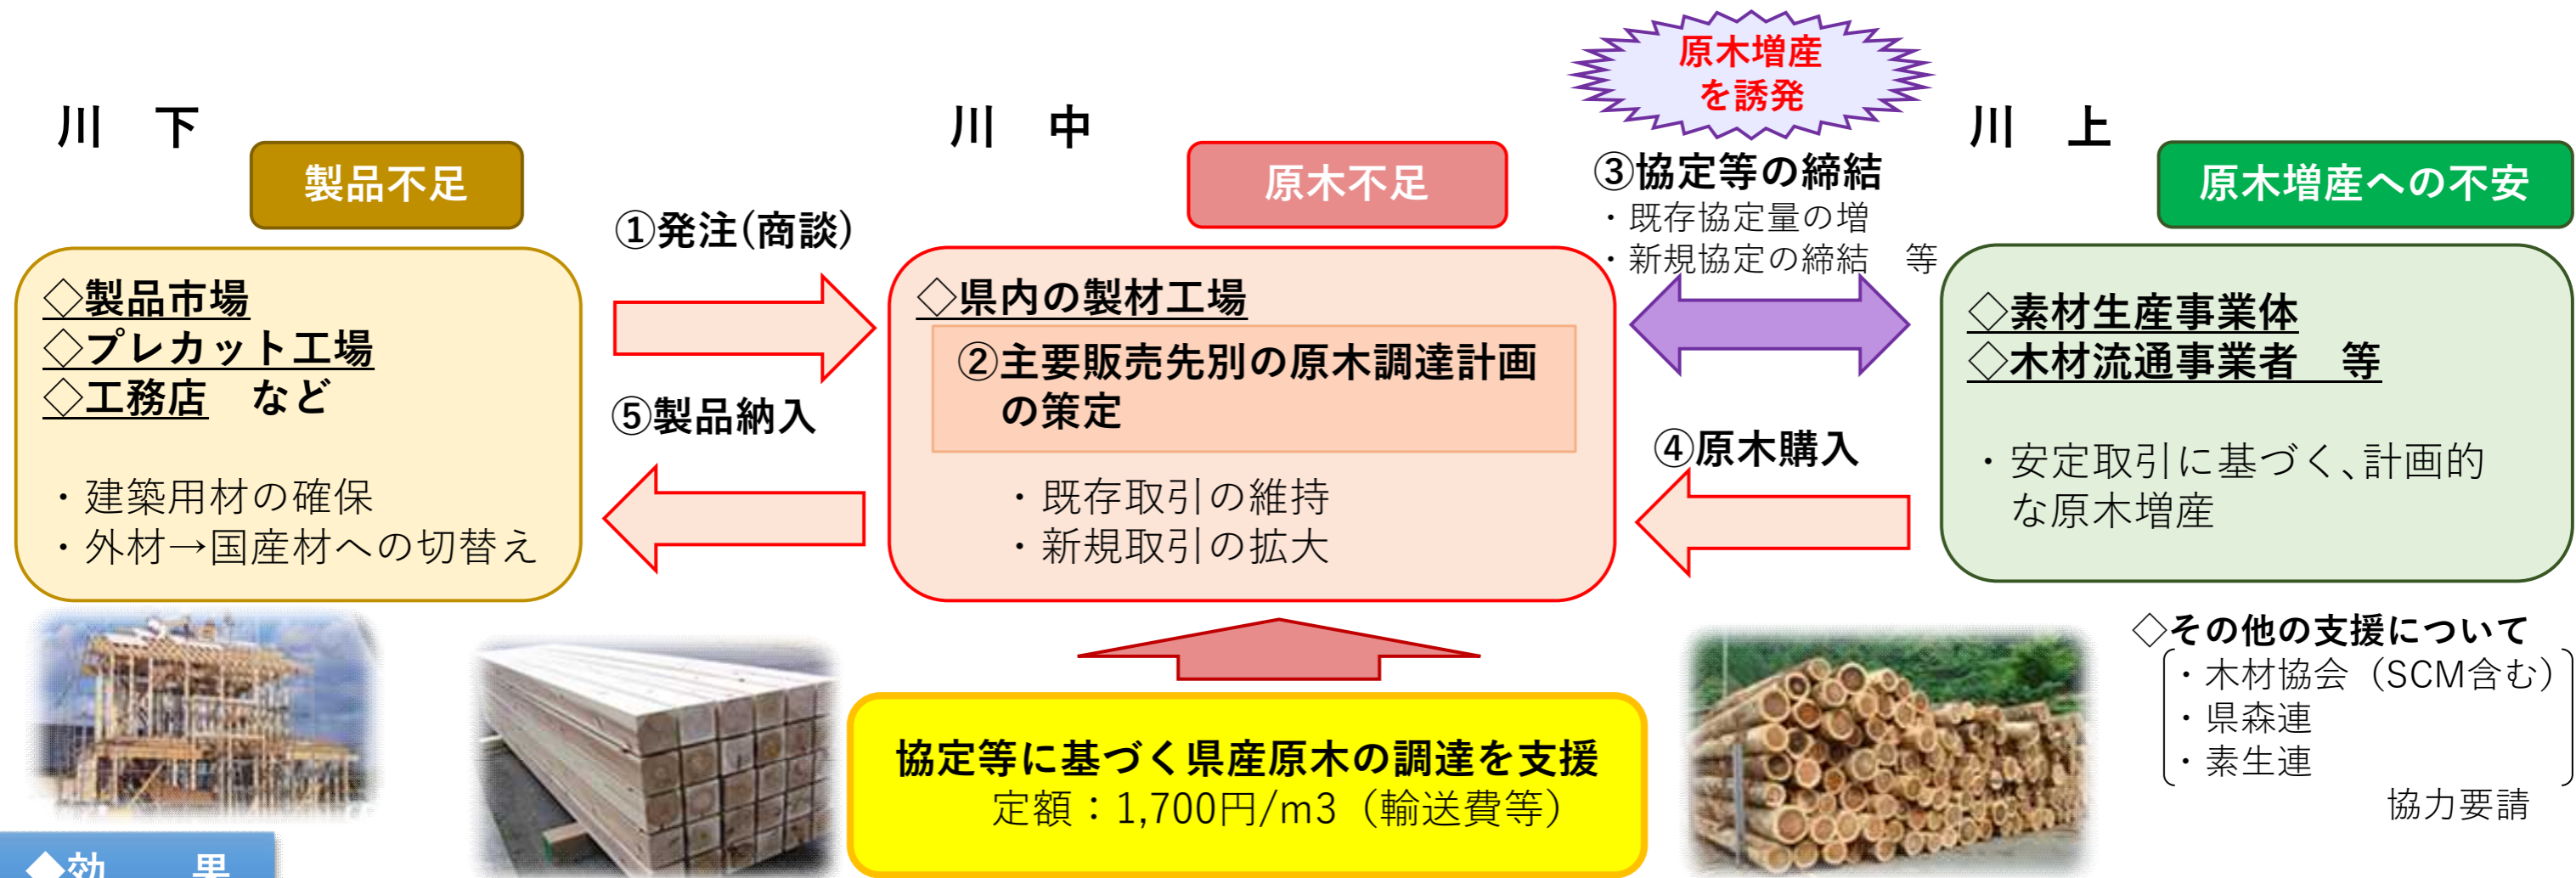 原木増産
を誘発
川　下
川　中
川　上
製品不足
原木不足
原木増産への不安
①発注(商談)
③協定等の締結
・既存協定量の増
・新規協定の締結　等
◇製品市場
◇プレカット工場
◇工務店　など
・建築用材の確保
・外材→国産材への切替え
⑤製品納入
◇県内の製材工場
②主要販売先別の原木調達計画
の策定
・既存取引の維持
・新規取引の拡大
④原木購入
◇素材生産事業体
◇木材流通事業者　等
・安定取引に基づく、計画的
な原木増産
協定等に基づく県産原木の調達を支援
定額：1,700円/m3（輸送費等）
◇その他の支援について
・木材協会（SCM含む）
・県森連
・素生連
協力要請
◆効　　果